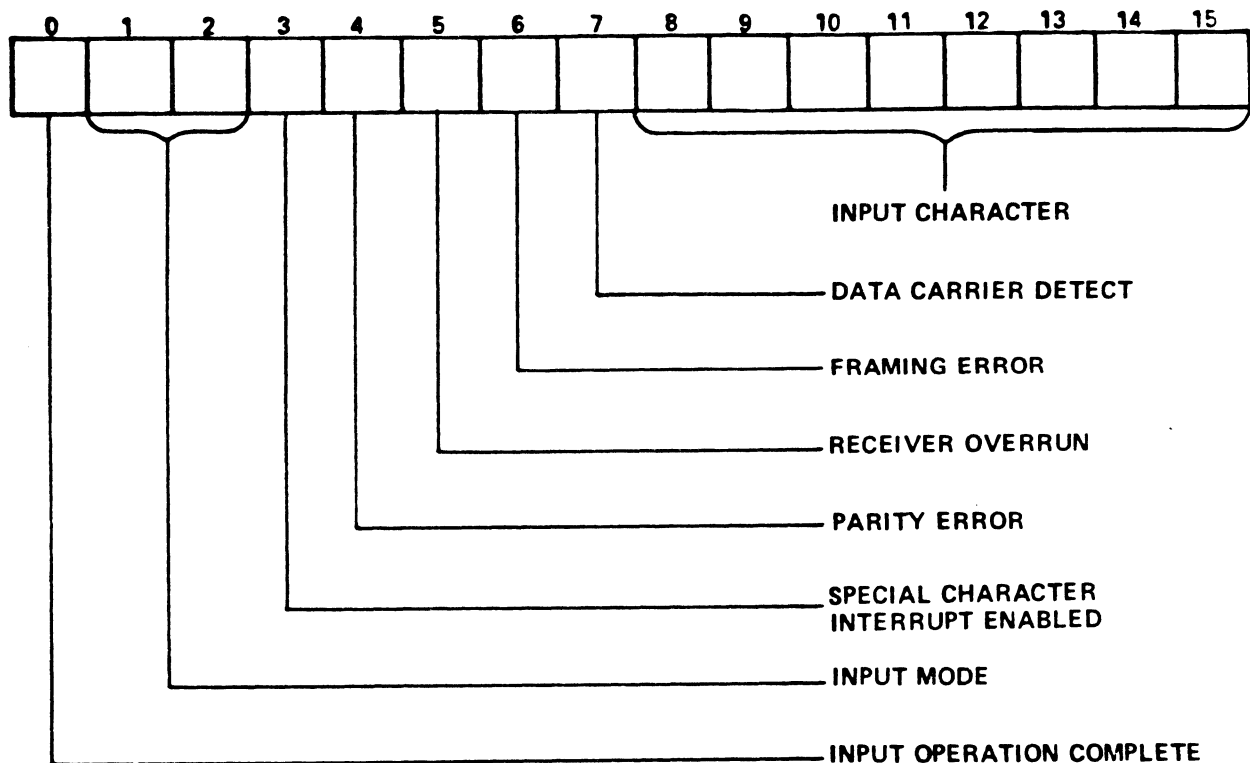 0 1 2 3 4 5 6 7 8 9 10 11 12 13 14 15
INPUT CHARACTER
DATA CARRIER DETECT
FRAMING ERROR
RECEIVER OVERRUN
PARITY ERROR
SPECIAL CHARACTER
INTERRUPT ENABLED
INPUT MODE
INPUT OPERATION COMPLETE